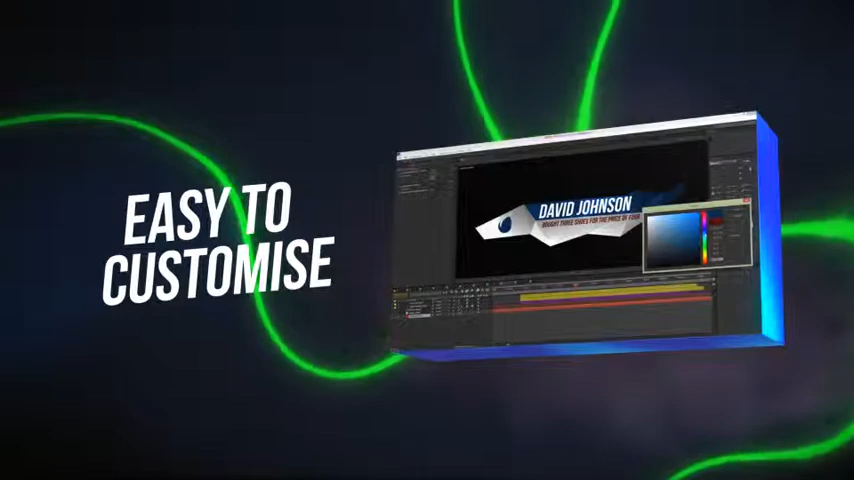 EASY TO
CUSTOMISE
DAVID JOHNSON
BOUGHT THREE SHOES FOR THE PRICE OF FOUR